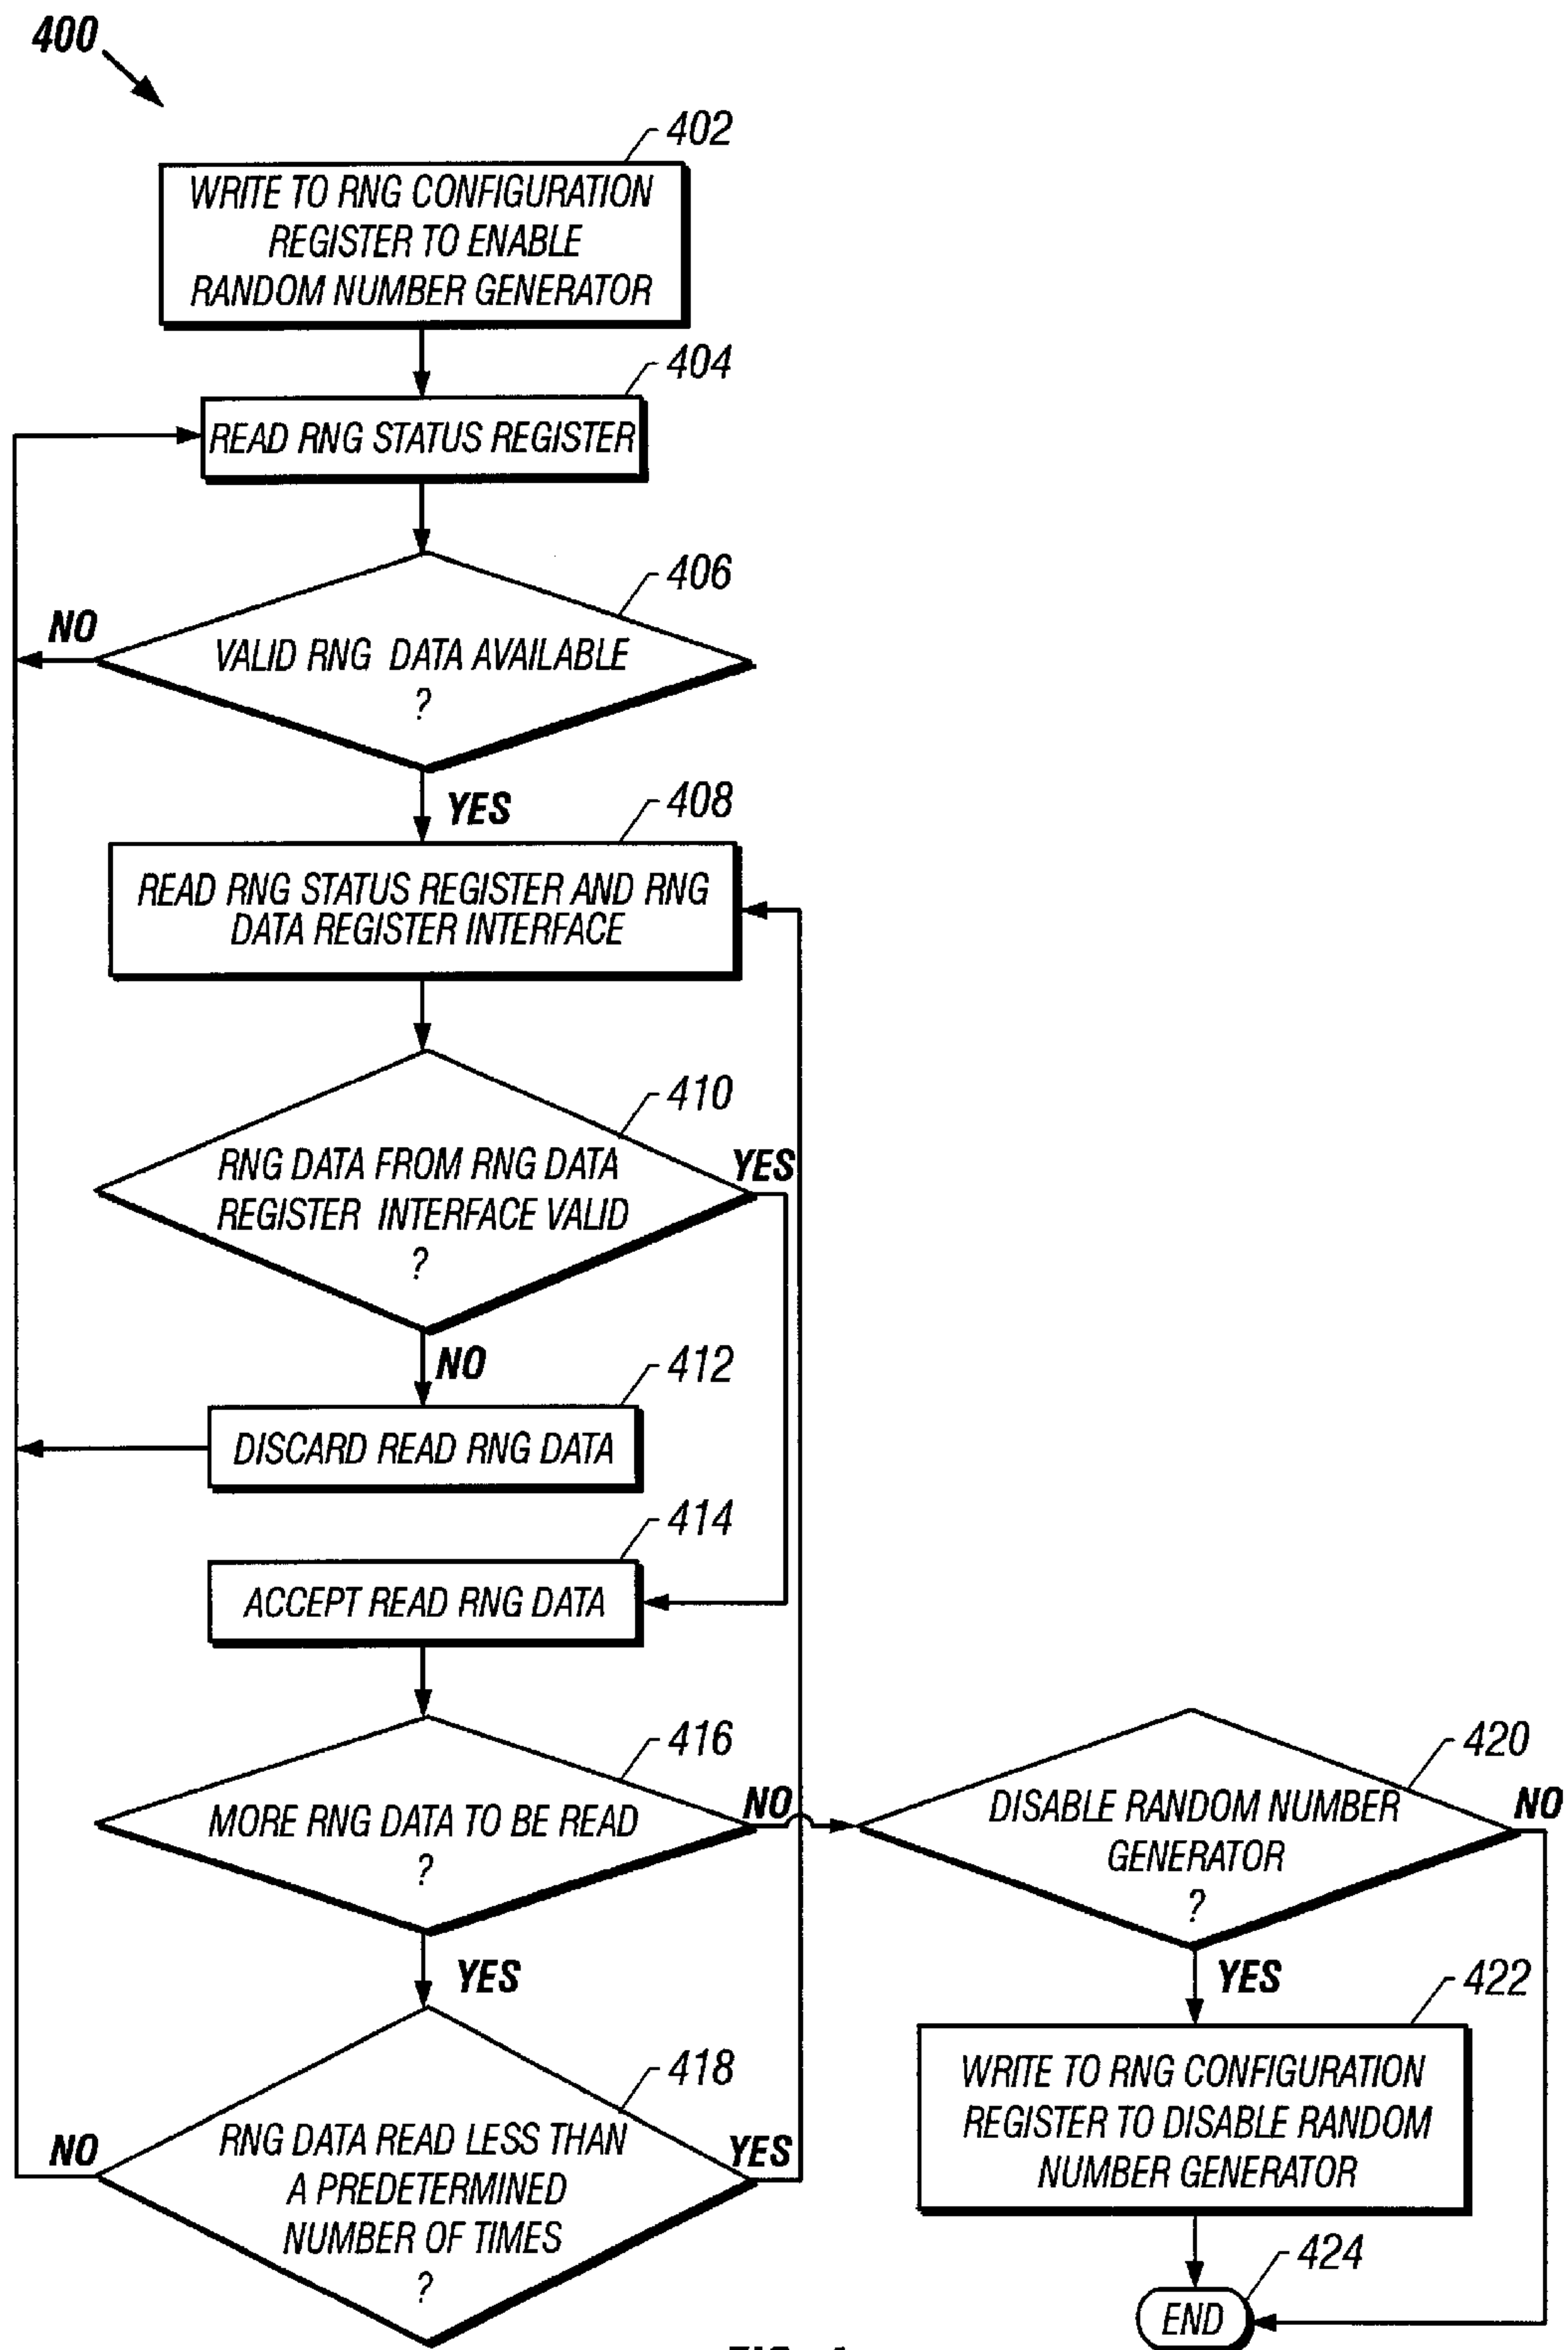 400
402
WRITE TO RNG CONFIGURATION
REGISTER TO ENABLE
RANDOM NUMBER GENERATOR
404
READ RNG STATUS REGISTER
406
NO
VALID RNG DATA AVAILABLE
?
YES
408
READ RNG STATUS REGISTER AND RNG
DATA REGISTER INTERFACE
410
RNG DATA FROM RNG DATA
REGISTER INTERFACE VALID
?
YES
NO
412
DISCARD READ RNG DATA
414
ACCEPT READ RNG DATA
416
MORE RNG DATA TO BE READ
?
NO
YES
418
RNG DATA READ LESS THAN
A PREDETERMINED
NUMBER OF TIMES
?
NO
YES
420
DISABLE RANDOM NUMBER
GENERATOR
?
NO
YES
422
WRITE TO RNG CONFIGURATION
REGISTER TO DISABLE RANDOM
NUMBER GENERATOR
424
END